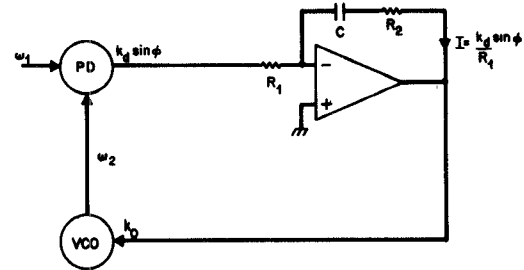 ω1
PD
kd sin ϕ
R1
C
R2
I = kd sin ϕ / R1
−
+
ω2
VCO
ko